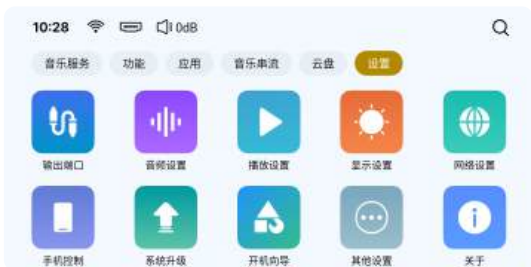 10:28 0dB
音乐服务 功能 应用 音乐串流 云盘 设置
输出端口 音频设置 播放设置 显示设置 网络设置
手机控制 系统升级 开机向导 其他设置 关于